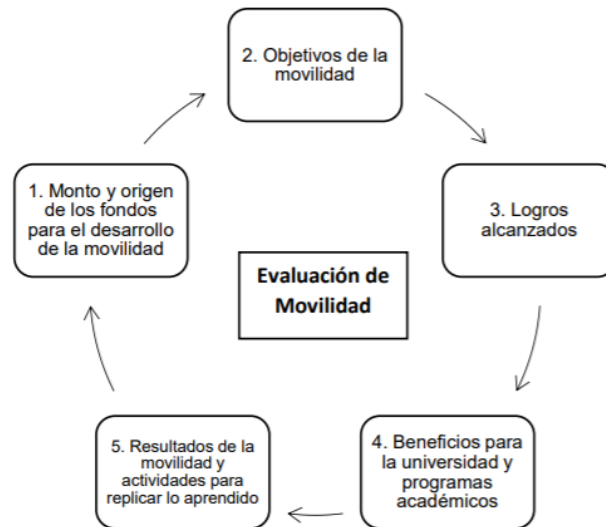 2. Objetivos de la
movilidad
1. Monto y origen
de los fondos
para el desarrollo
de la movilidad
3. Logros
alcanzados
Evaluación de
Movilidad
5. Resultados de la
movilidad y
actividades para
replicar lo aprendido
4. Beneficios para
la universidad y
programas
académicos